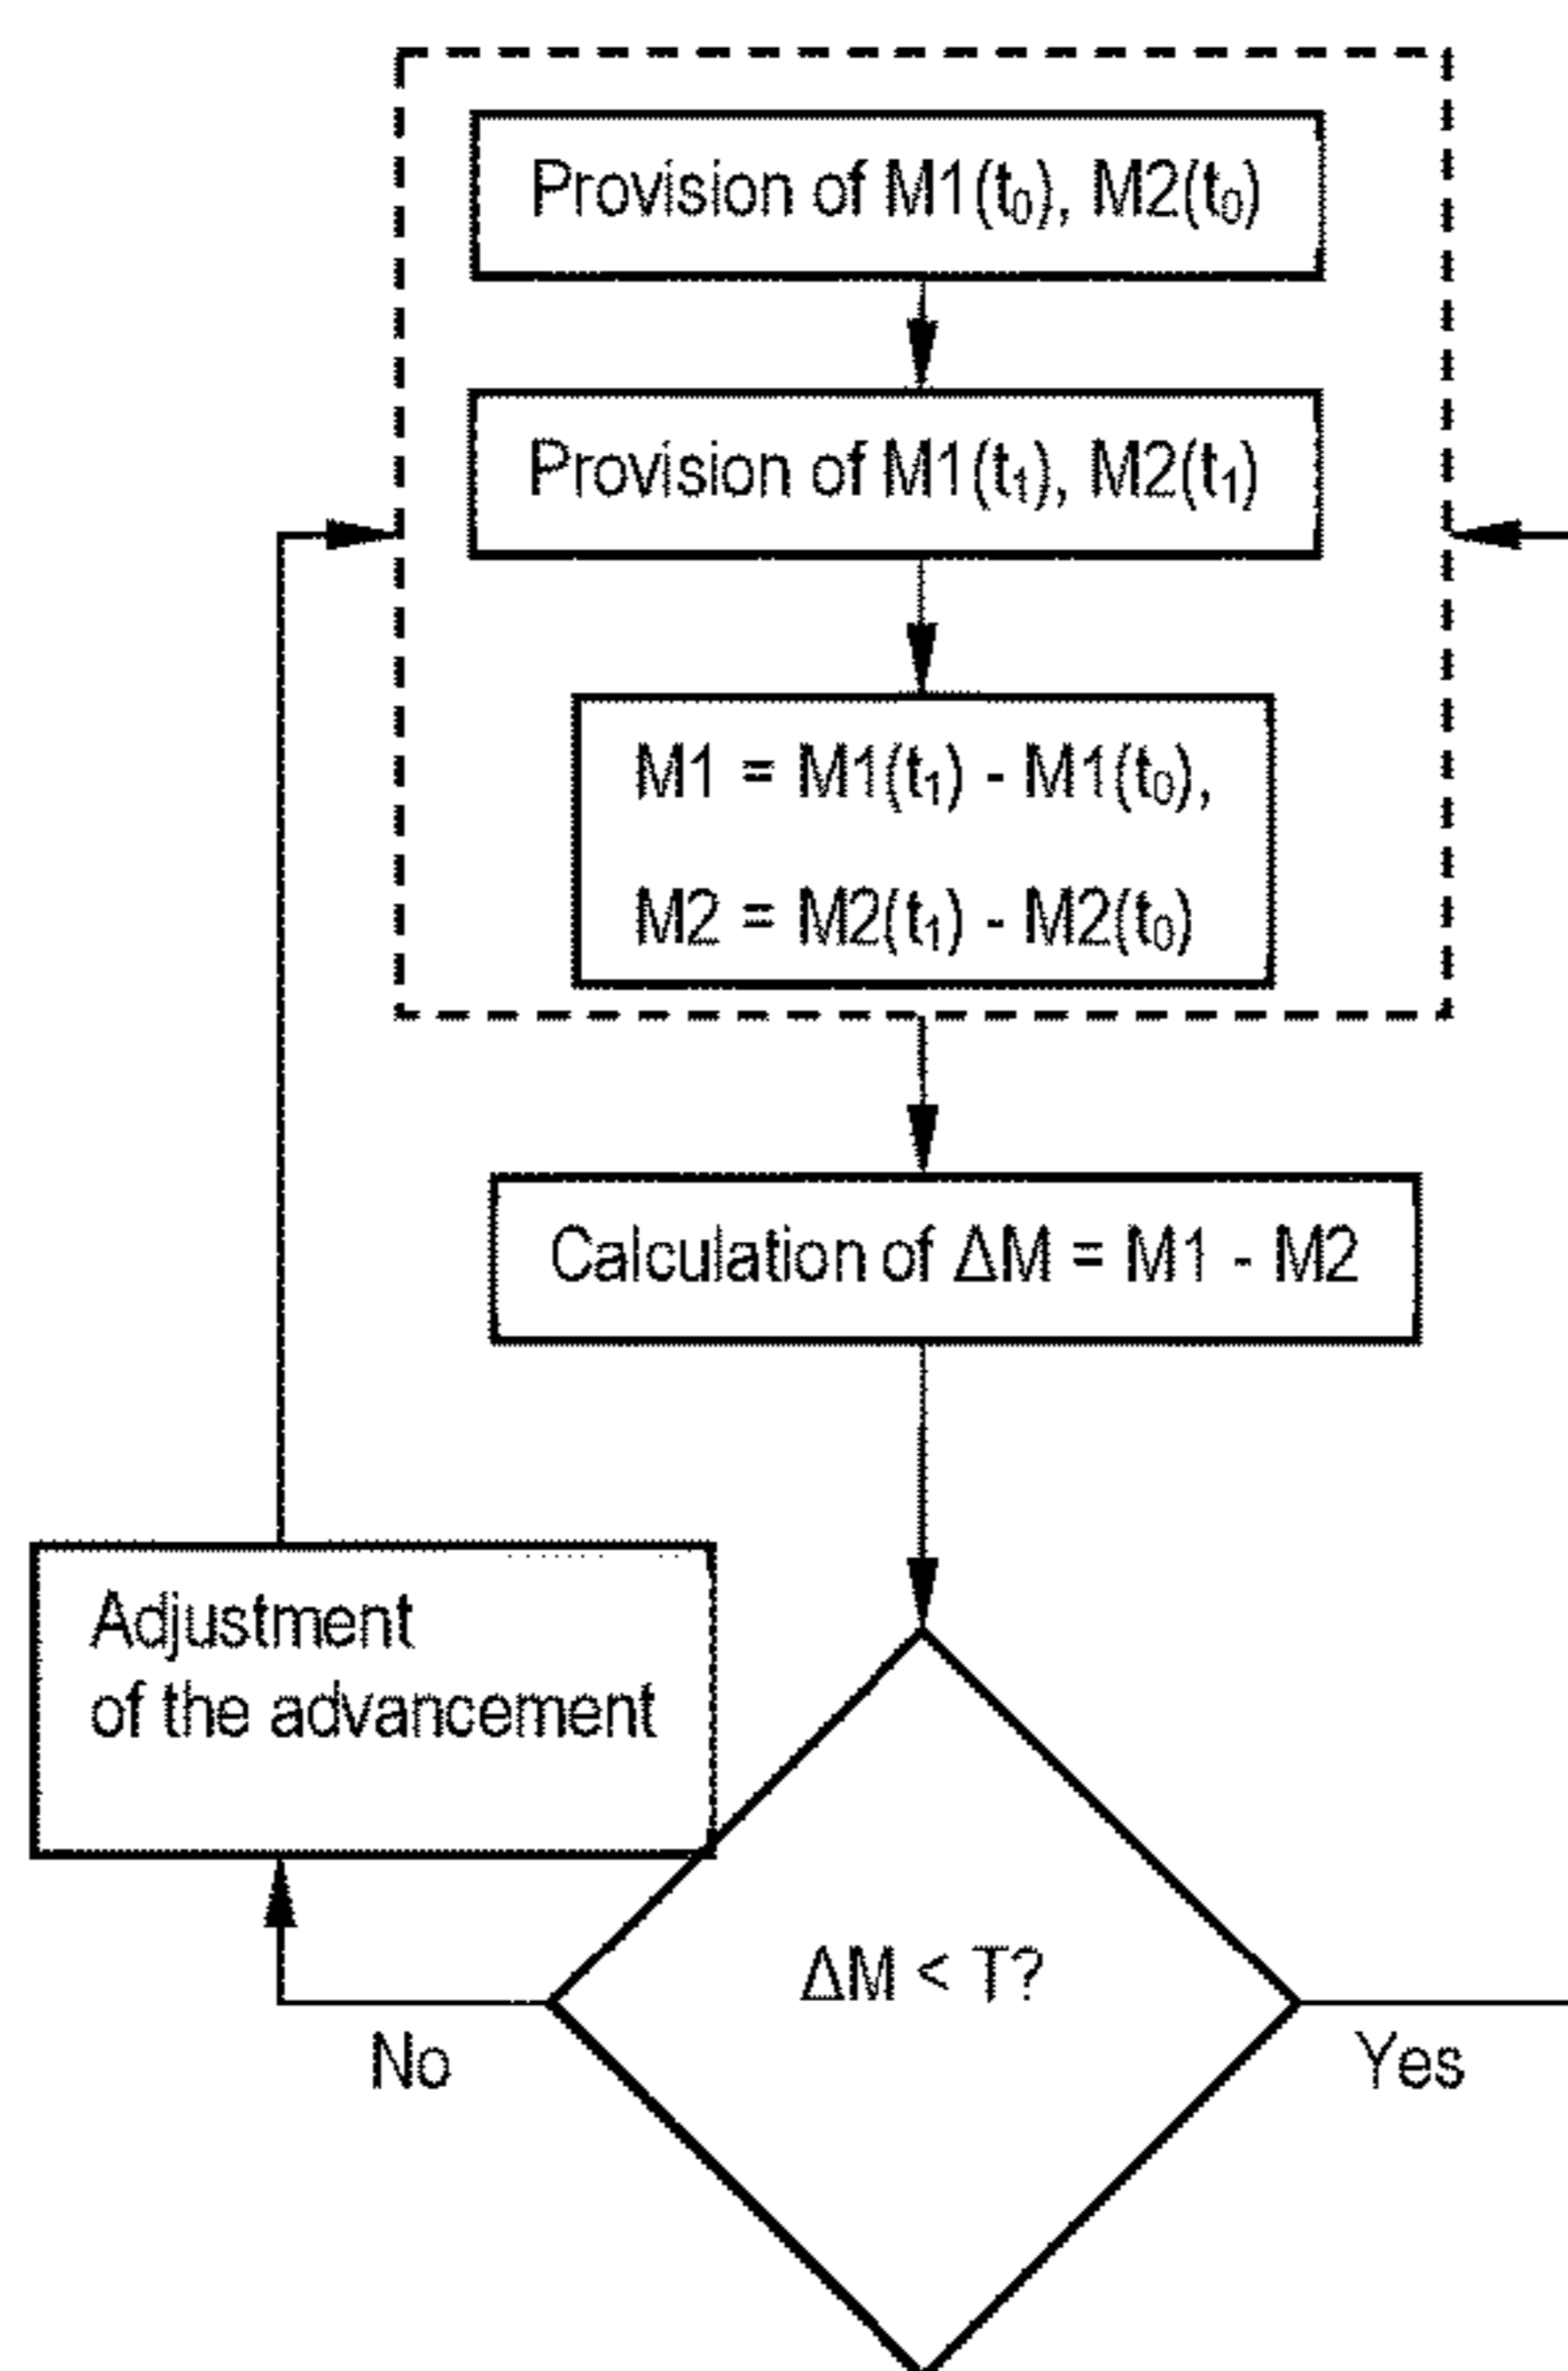 Provision of M1(t₀), M2(t₀)
Provision of M1(t₁), M2(t₁)
M1 = M1(t₁) - M1(t₀),
M2 = M2(t₁) - M2(t₀)
Calculation of ΔM = M1 - M2
Adjustment
of the advancement
ΔM < T?
No
Yes